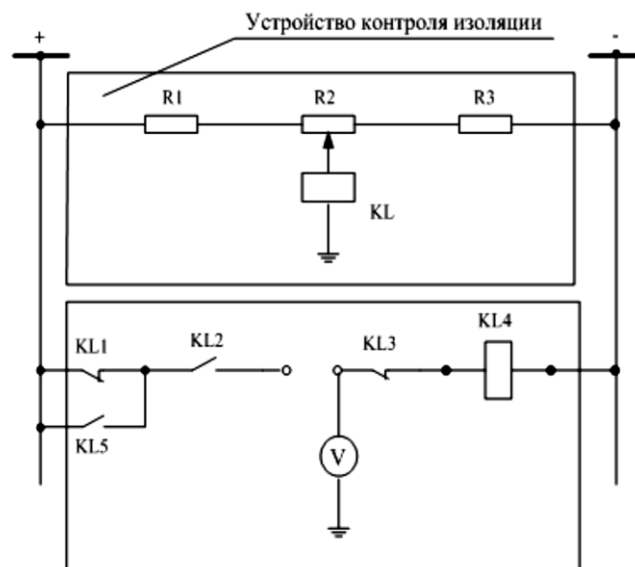 Устройство контроля изоляции
+ -
R1 R2 R3
KL
KL1 KL2 KL3 KL4
KL5
V